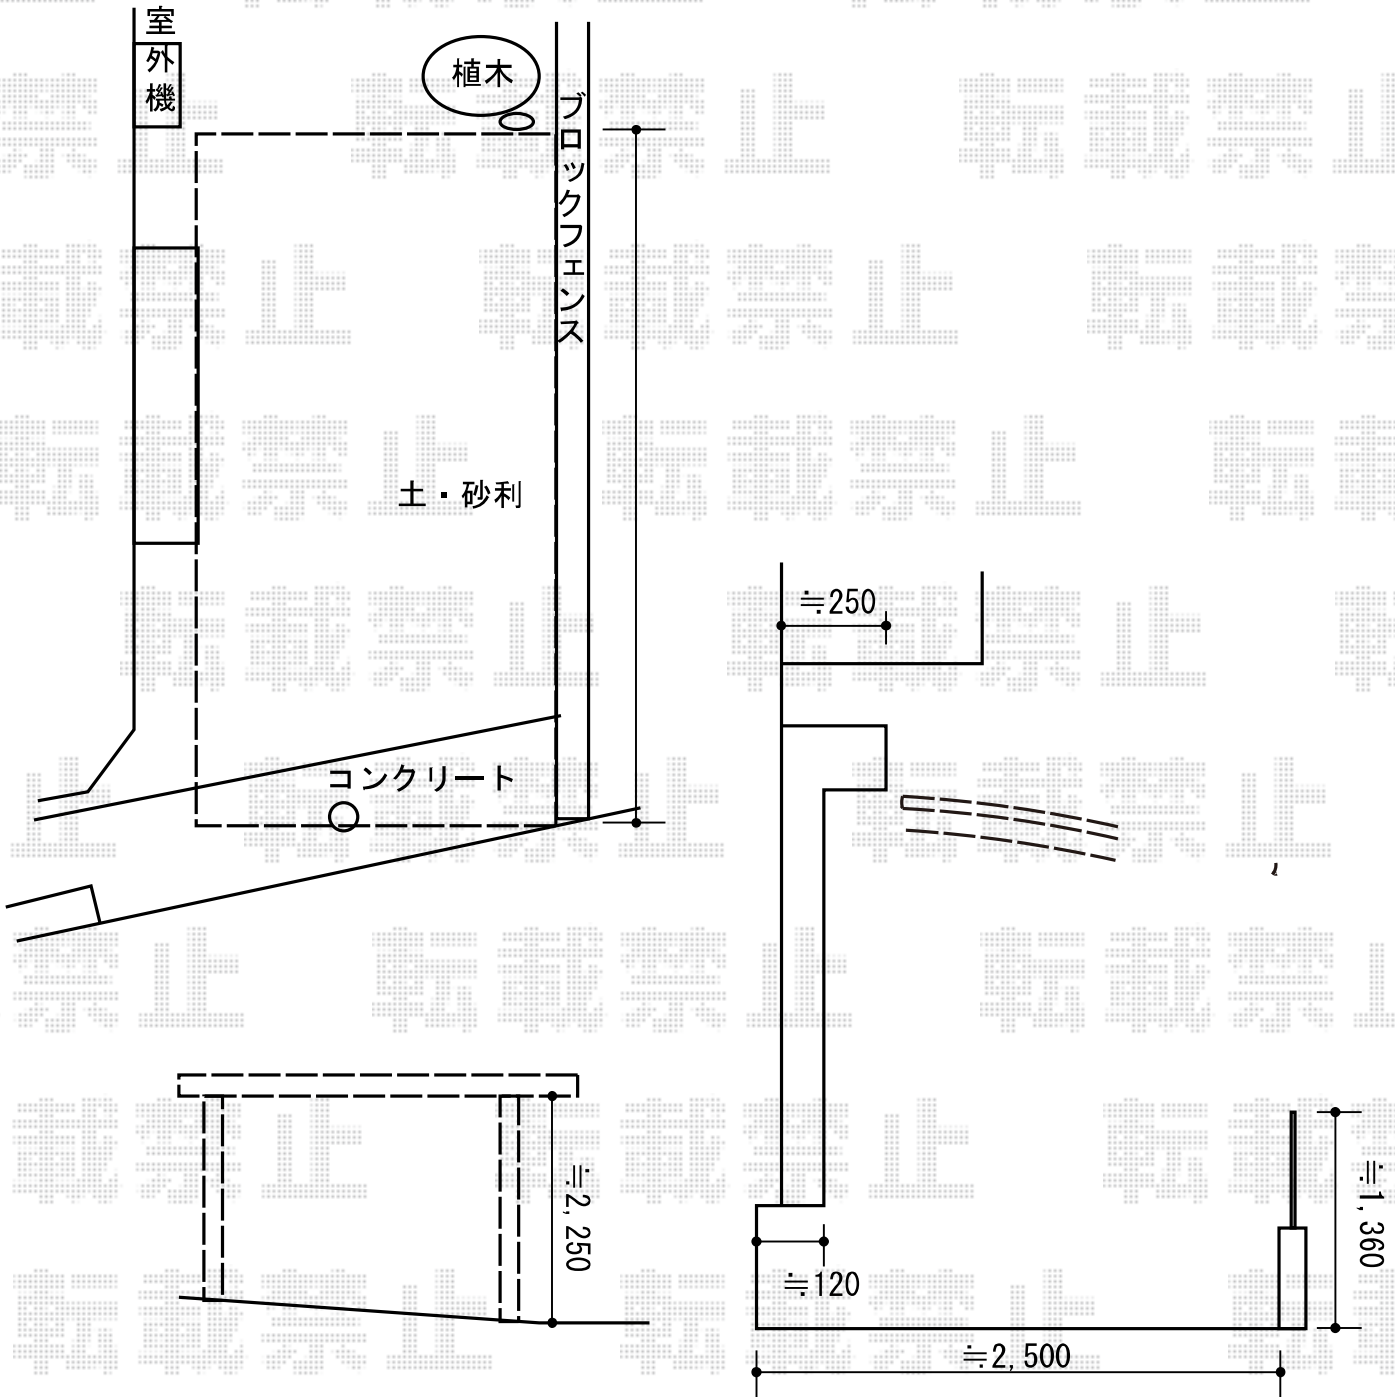 室外機
植木
ブロックフェンス
土・砂利
≒250
コンクリート
≒2,250
≒1,360
≒120
≒2,500
転載禁止